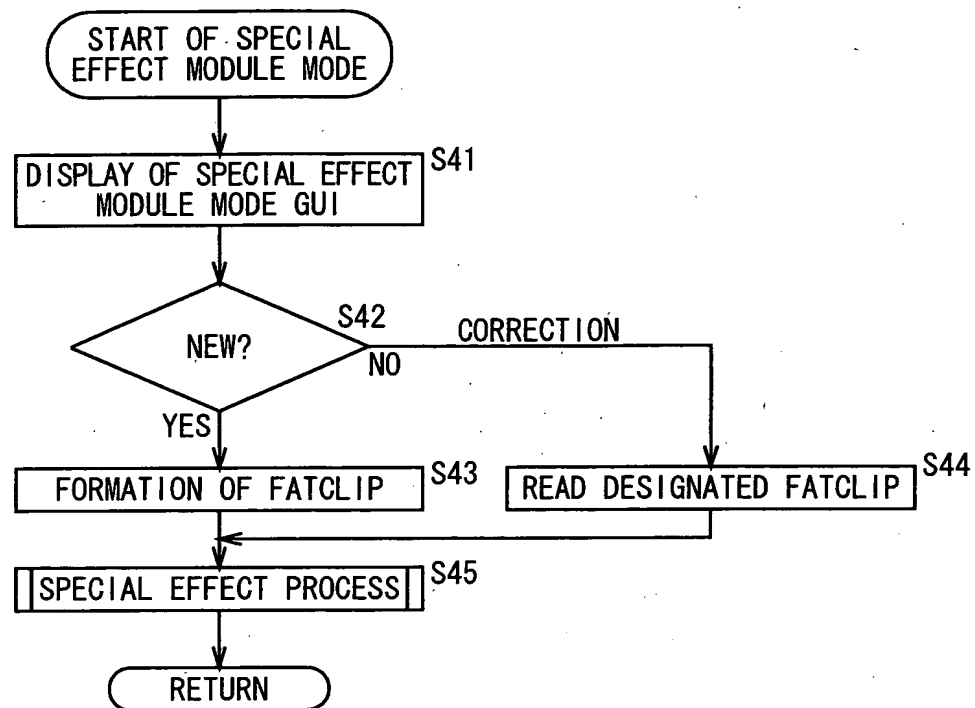 START OF SPECIAL
EFFECT MODULE MODE
DISPLAY OF SPECIAL EFFECT
MODULE MODE GUI
S41
NEW?
S42
NO
CORRECTION
YES
FORMATION OF FATCLIP
S43
READ DESIGNATED FATCLIP
S44
SPECIAL EFFECT PROCESS
S45
RETURN